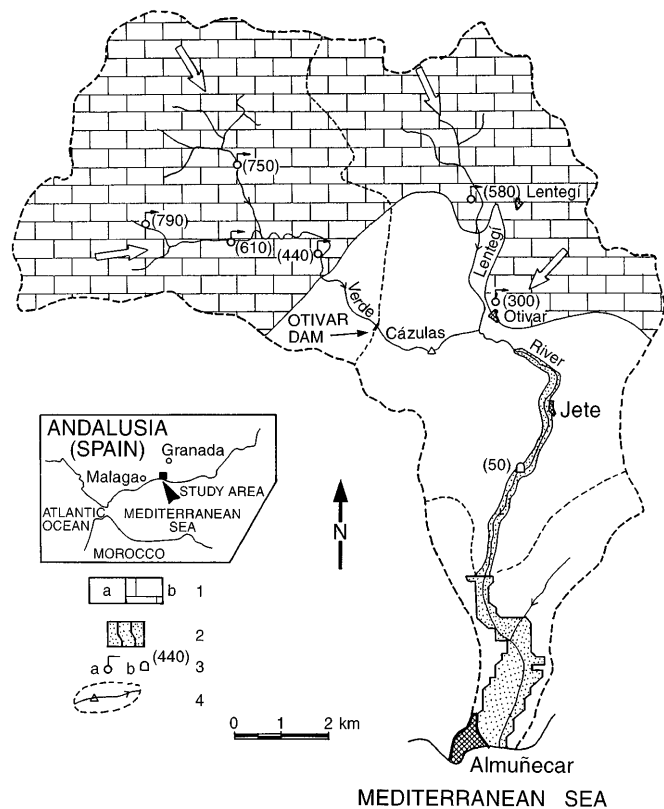 (750)
(580) Lentegí
(790)
(610)
(440)
Lentegí
(300)
Otivar
Verde
OTIVAR
DAM
Cázulas
River
Jete
(50)
ANDALUSIA
(SPAIN)
Granada
Malaga
STUDY AREA
ATLANTIC
OCEAN
MEDITERRANEAN
SEA
MOROCCO
N
a b 1
2
a b (440) 3
4
0 1 2 km
Almuñecar
MEDITERRANEAN SEA